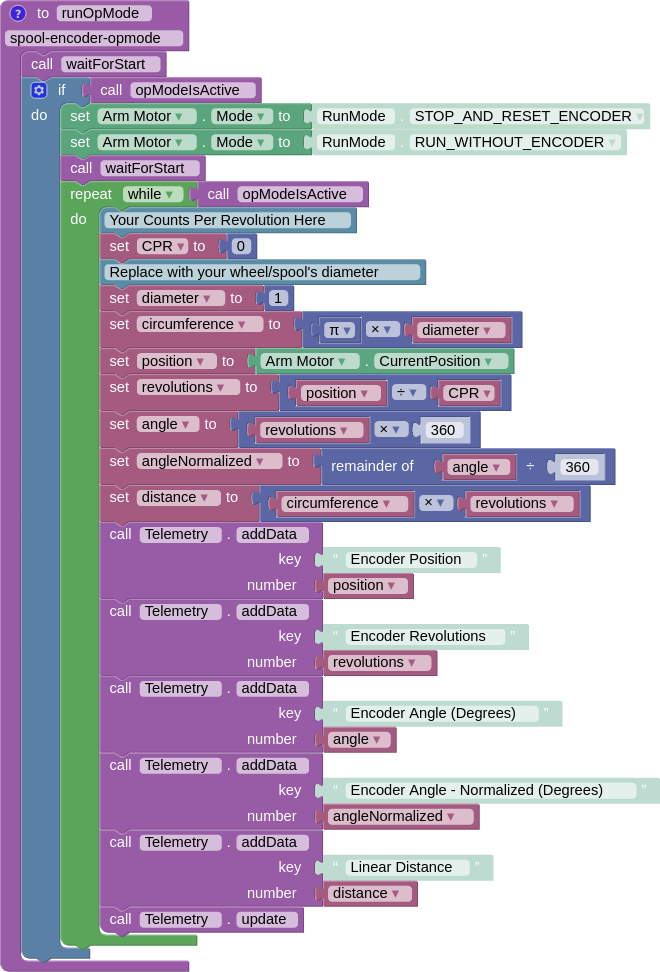 ? to runOpMode
spool-encoder-opmode
call waitForStart
if call opModeIsActive
do set Arm Motor ▾ . Mode ▾ to RunMode . STOP_AND_RESET_ENCODER ▾
set Arm Motor ▾ . Mode ▾ to RunMode . RUN_WITHOUT_ENCODER ▾
call waitForStart
repeat while ▾ call opModeIsActive
do Your Counts Per Revolution Here
set CPR ▾ to 0
Replace with your wheel/spool's diameter
set diameter ▾ to 1
set circumference ▾ to π ▾ × ▾ diameter ▾
set position ▾ to Arm Motor ▾ . CurrentPosition ▾
set revolutions ▾ to position ▾ ÷ ▾ CPR ▾
set angle ▾ to revolutions ▾ × ▾ 360
set angleNormalized ▾ to remainder of angle ▾ ÷ 360
set distance ▾ to circumference ▾ × ▾ revolutions ▾
call Telemetry . addData
key “ Encoder Position ”
number position ▾
call Telemetry . addData
key “ Encoder Revolutions ”
number revolutions ▾
call Telemetry . addData
key “ Encoder Angle (Degrees) ”
number angle ▾
call Telemetry . addData
key “ Encoder Angle - Normalized (Degrees) ”
number angleNormalized ▾
call Telemetry . addData
key “ Linear Distance ”
number distance ▾
call Telemetry . update